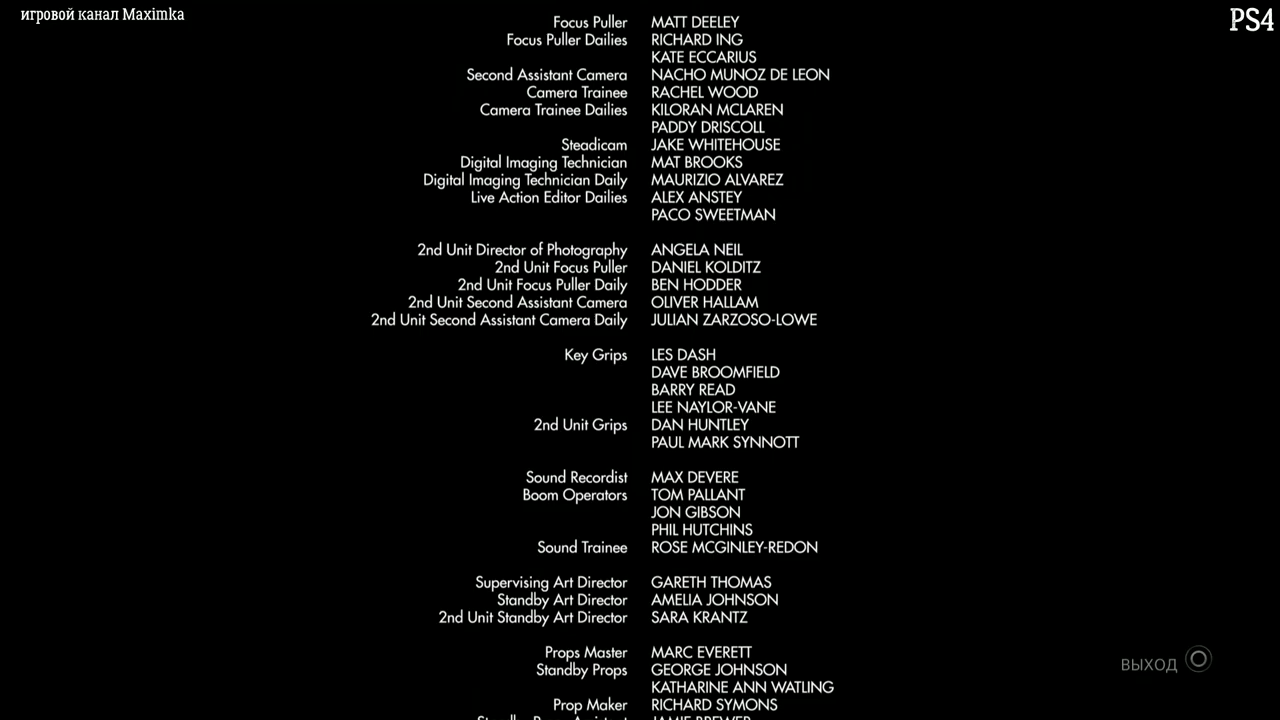 игровой канал Maximka
PS4
Focus Puller MATT DEELEY
Focus Puller Dailies RICHARD ING
KATE ECCARIUS
Second Assistant Camera NACHO MUNOZ DE LEON
Camera Trainee RACHEL WOOD
Camera Trainee Dailies KILORAN MCLAREN
PADDY DRISCOLL
Steadicam JAKE WHITEHOUSE
Digital Imaging Technician MAT BROOKS
Digital Imaging Technician Daily MAURIZIO ALVAREZ
Live Action Editor Dailies ALEX ANSTEY
PACO SWEETMAN
2nd Unit Director of Photography ANGELA NEIL
2nd Unit Focus Puller DANIEL KOLDITZ
2nd Unit Focus Puller Daily BEN HODDER
2nd Unit Second Assistant Camera OLIVER HALLAM
2nd Unit Second Assistant Camera Daily JULIAN ZARZOSO-LOWE
Key Grips LES DASH
DAVE BROOMFIELD
BARRY READ
LEE NAYLOR-VANE
2nd Unit Grips DAN HUNTLEY
PAUL MARK SYNNOTT
Sound Recordist MAX DEVERE
Boom Operators TOM PALLANT
JON GIBSON
PHIL HUTCHINS
Sound Trainee ROSE MCGINLEY-REDON
Supervising Art Director GARETH THOMAS
Standby Art Director AMELIA JOHNSON
2nd Unit Standby Art Director SARA KRANTZ
Props Master MARC EVERETT
Standby Props GEORGE JOHNSON
KATHARINE ANN WATLING
Prop Maker RICHARD SYMONS
ВЫХОД